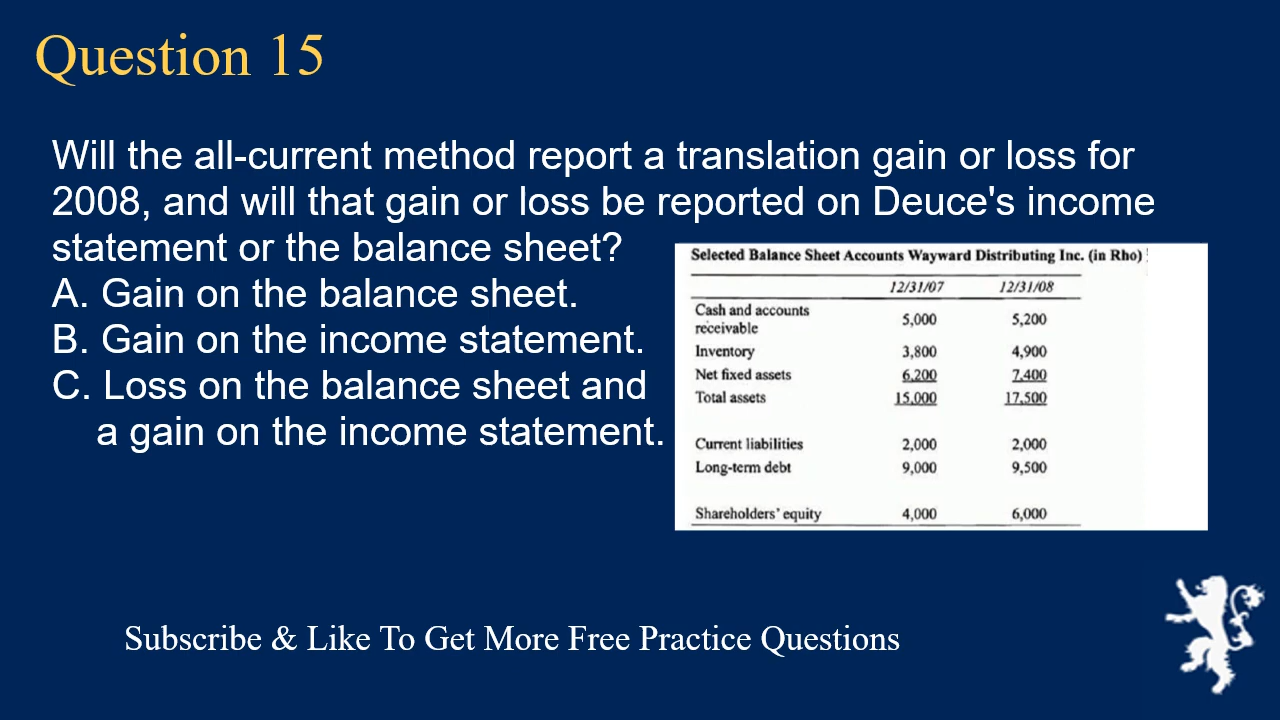 Question 15
Will the all-current method report a translation gain or loss for
2008, and will that gain or loss be reported on Deuce's income
statement or the balance sheet?
A. Gain on the balance sheet.
B. Gain on the income statement.
C. Loss on the balance sheet and
a gain on the income statement.
Selected Balance Sheet Accounts Wayward Distributing Inc. (in Rho)
12/31/07 12/31/08
Cash and accounts
receivable 5,000 5,200
Inventory 3,800 4,900
Net fixed assets 6,200 7,400
Total assets 15,000 17,500
Current liabilities 2,000 2,000
Long-term debt 9,000 9,500
Shareholders' equity 4,000 6,000
Subscribe & Like To Get More Free Practice Questions